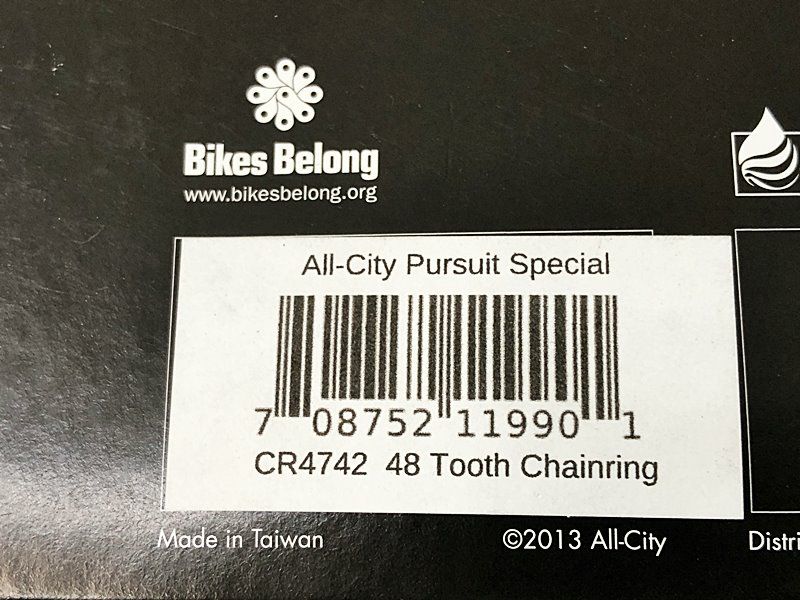 Bikes Belong
www.bikesbelong.org
All-City Pursuit Special
7 08752 11990 1
CR4742 48 Tooth Chainring
Made in Taiwan
©2013 All-City
Distri